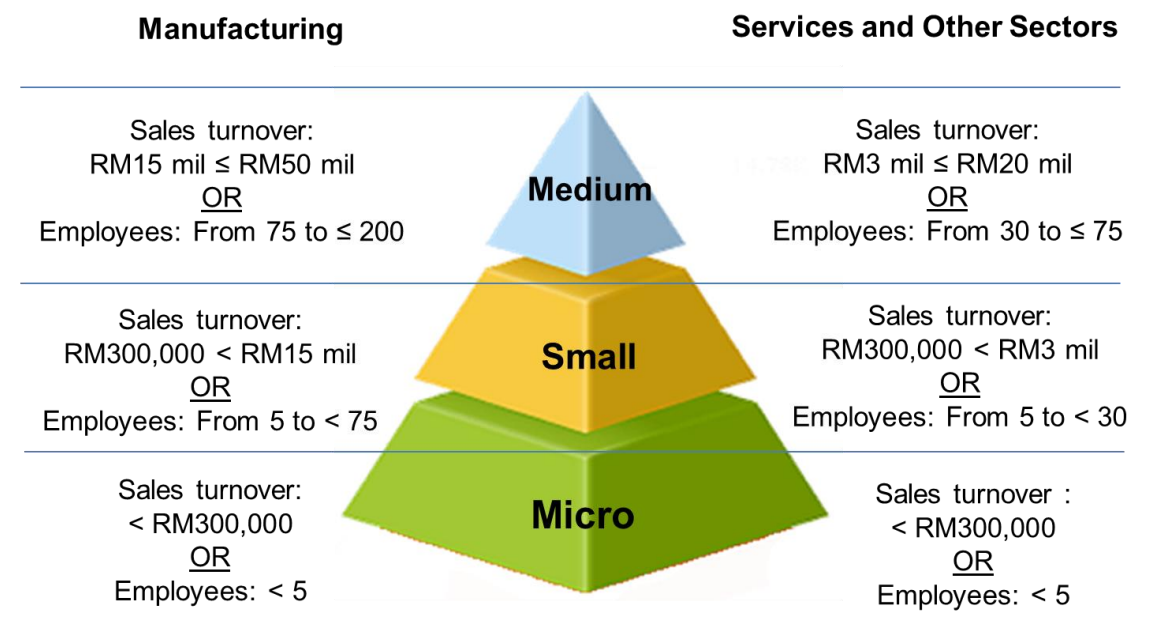 Manufacturing
Services and Other Sectors
Sales turnover:
RM15 mil ≤ RM50 mil
OR
Employees: From 75 to ≤ 200
Medium
Sales turnover:
RM3 mil ≤ RM20 mil
OR
Employees: From 30 to ≤ 75
Sales turnover:
RM300,000 < RM15 mil
OR
Employees: From 5 to < 75
Small
Sales turnover:
RM300,000 < RM3 mil
OR
Employees: From 5 to < 30
Sales turnover:
< RM300,000
OR
Employees: < 5
Micro
Sales turnover :
< RM300,000
OR
Employees: < 5